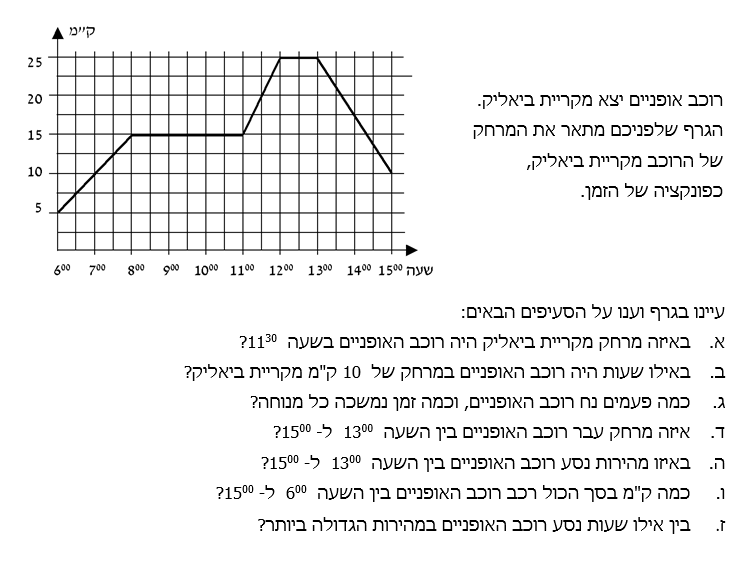 ק״מ
25
20
15
10
5
6⁰⁰ 7⁰⁰ 8⁰⁰ 9⁰⁰ 10⁰⁰ 11⁰⁰ 12⁰⁰ 13⁰⁰ 14⁰⁰ 15⁰⁰ שעה
רוכב אופניים יצא מקריית ביאליק.
הגרף שלפניכם מתאר את המרחק
של הרוכב מקריית ביאליק,
כפונקציה של הזמן.
עיינו בגרף וענו על הסעיפים הבאים:
א. באיזה מרחק מקריית ביאליק היה רוכב האופניים בשעה 11³⁰?
ב. באילו שעות היה רוכב האופניים במרחק של 10 ק"מ מקריית ביאליק?
ג. כמה פעמים נח רוכב האופניים, וכמה זמן נמשכה כל מנוחה?
ד. איזה מרחק עבר רוכב האופניים בין השעה 13⁰⁰ ל- 15⁰⁰?
ה. באיזו מהירות נסע רוכב האופניים בין השעה 13⁰⁰ ל- 15⁰⁰?
ו. כמה ק"מ בסך הכול רכב רוכב האופניים בין השעה 6⁰⁰ ל- 15⁰⁰?
ז. בין אילו שעות נסע רוכב האופניים במהירות הגדולה ביותר?